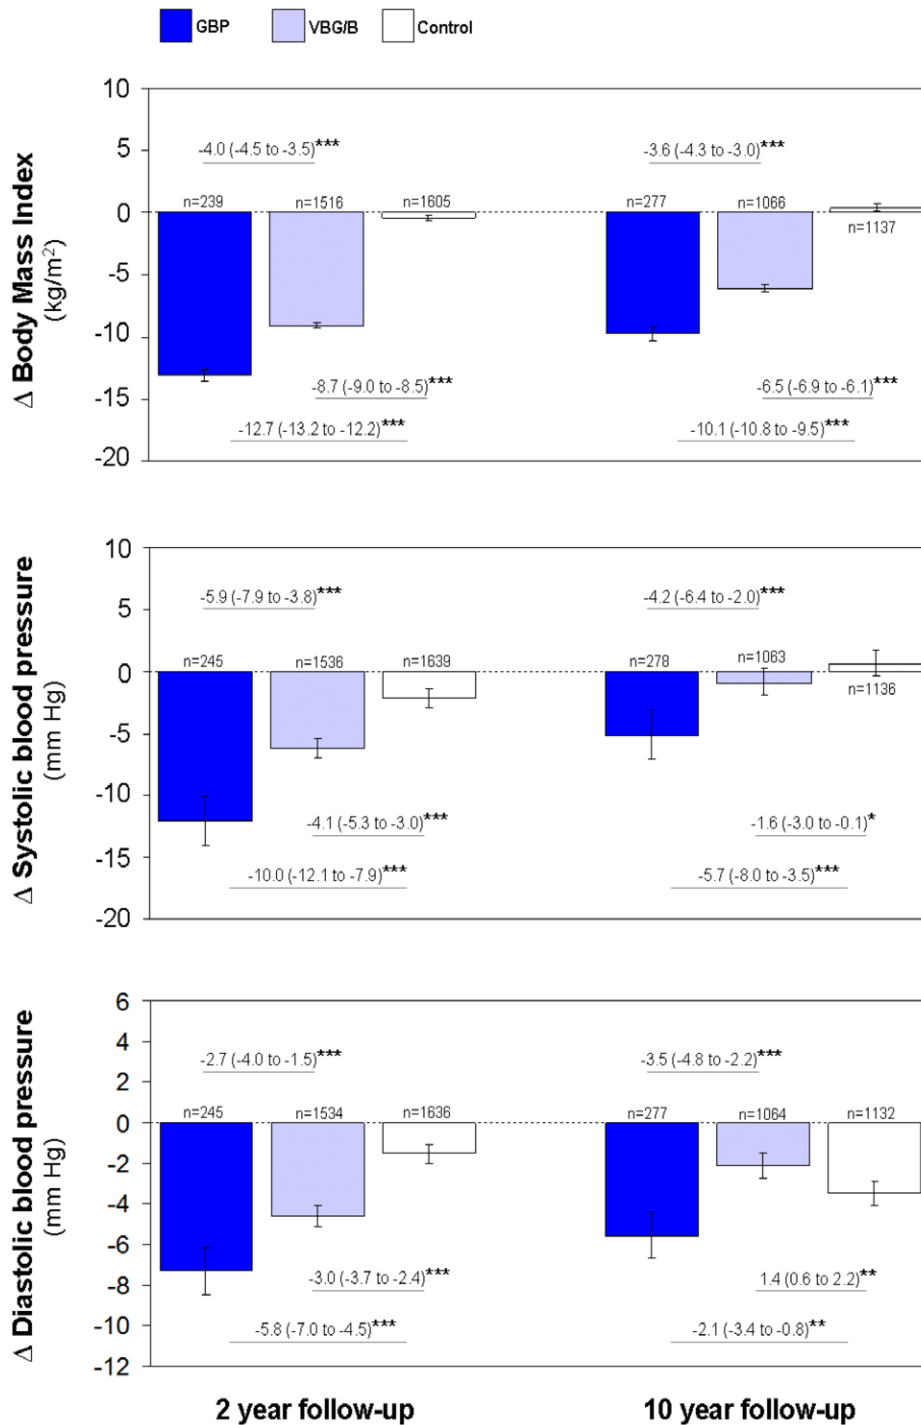 GBP VBG/B Control
Δ Body Mass Index
(kg/m²)
10
5
0
-5
-10
-15
-20
-4.0 (-4.5 to -3.5)***
-3.6 (-4.3 to -3.0)***
n=239 n=1516 n=1605
n=277 n=1066
n=1137
-8.7 (-9.0 to -8.5)***
-6.5 (-6.9 to -6.1)***
-12.7 (-13.2 to -12.2)***
-10.1 (-10.8 to -9.5)***
Δ Systolic blood pressure
(mm Hg)
10
5
0
-5
-10
-15
-20
-5.9 (-7.9 to -3.8)***
-4.2 (-6.4 to -2.0)***
n=245 n=1536 n=1639
n=278 n=1063
n=1136
-4.1 (-5.3 to -3.0)***
-1.6 (-3.0 to -0.1)*
-10.0 (-12.1 to -7.9)***
-5.7 (-8.0 to -3.5)***
Δ Diastolic blood pressure
(mm Hg)
6
4
2
0
-2
-4
-6
-8
-10
-12
-2.7 (-4.0 to -1.5)***
-3.5 (-4.8 to -2.2)***
n=245 n=1534 n=1636
n=277 n=1064 n=1132
-3.0 (-3.7 to -2.4)***
1.4 (0.6 to 2.2)**
-5.8 (-7.0 to -4.5)***
-2.1 (-3.4 to -0.8)**
2 year follow-up 10 year follow-up